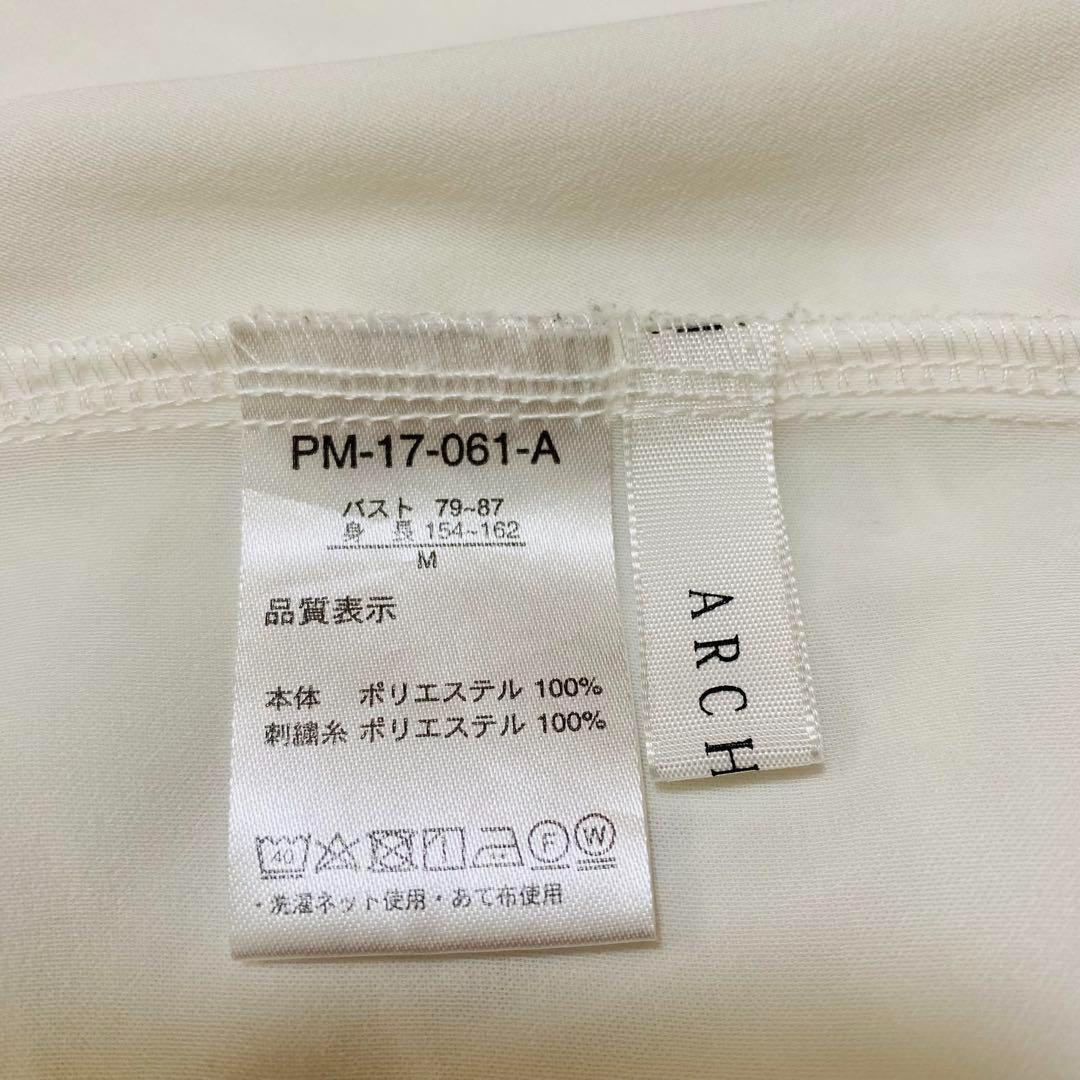 PM-17-061-A
バスト 79~87
身 長 154~162
M
品質表示
本体 ポリエステル 100%
刺繍糸 ポリエステル 100%
40 F W
・洗濯ネット使用・あて布使用
ARCH